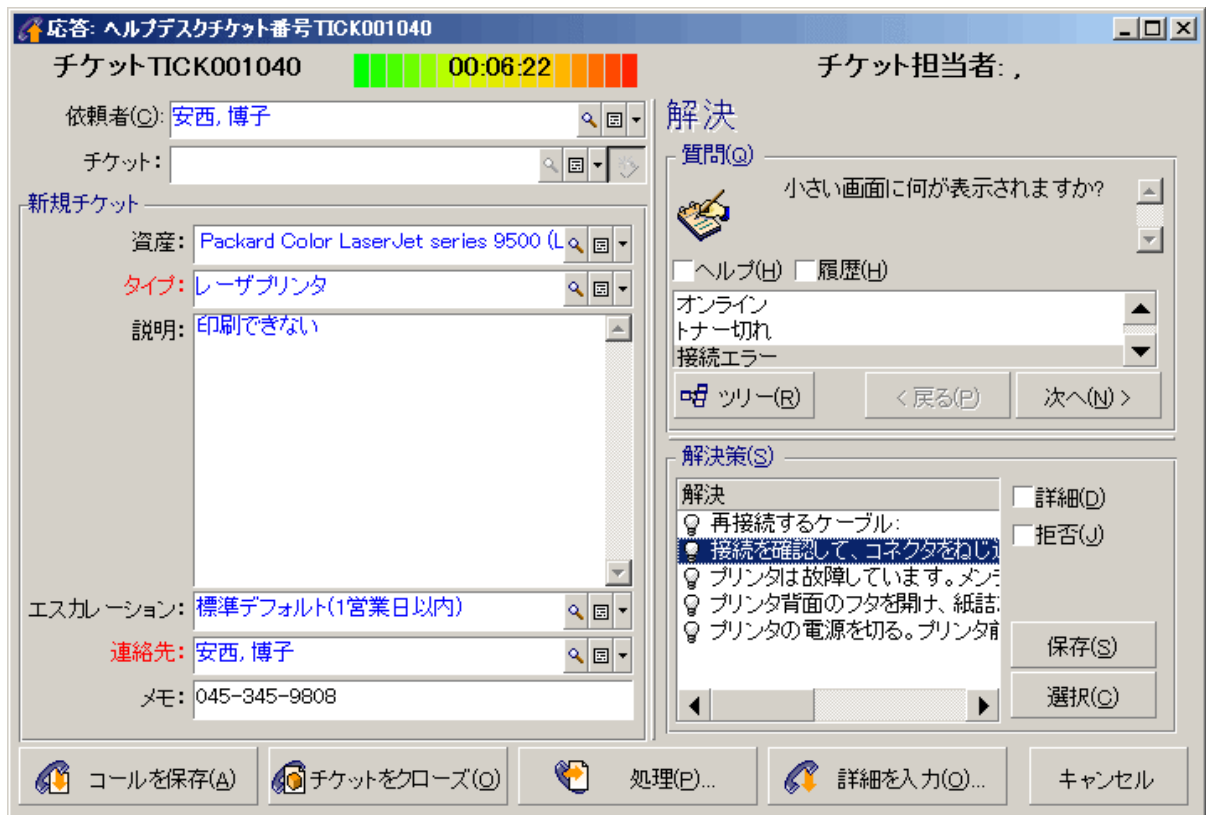 応答: ヘルプデスクチケット番号TICK001040
チケットTICK001040
00:06:22
チケット担当者: ,
依頼者(C): 安西, 博子
チケット:
新規チケット
資産: Packard Color LaserJet series 9500 (L
タイプ: レーザプリンタ
説明: 印刷できない
エスカレーション: 標準デフォルト(1営業日以内)
連絡先: 安西, 博子
メモ: 045-345-9808
解決
質問(Q)
小さい画面に何が表示されますか?
ヘルプ(H) 履歴(H)
オンライン
トナー切れ
接続エラー
ツリー(R) < 戻る(P) 次へ(N) >
解決策(S)
解決
再接続するケーブル:
接続を確認して、コネクタをねじ
プリンタは故障しています。メン
プリンタ背面のフタを開け、紙詰
プリンタの電源を切る。プリンタ前
詳細(D)
拒否(J)
保存(S)
選択(C)
コールを保存(A) チケットをクローズ(O) 処理(P)... 詳細を入力(O)... キャンセル